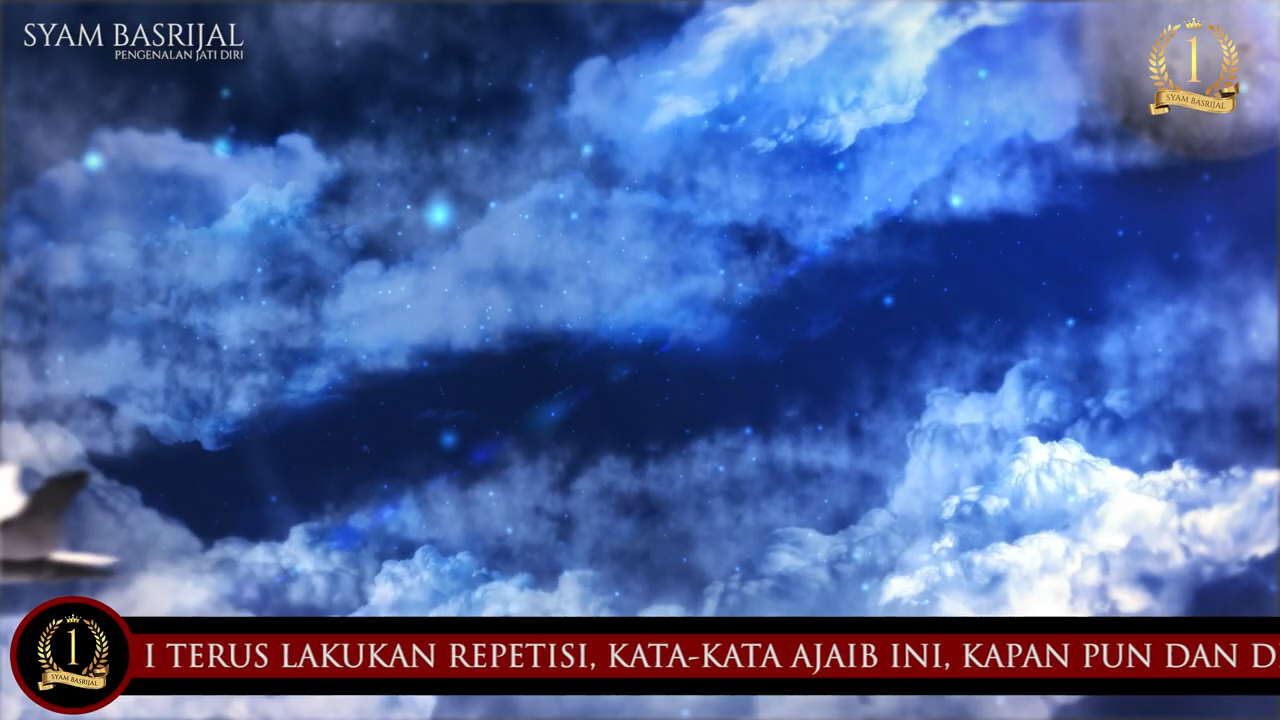 SYAM BASRIJAL
PENGENALAN JATI DIRI
1
SYAM BASRIJAL
1
SYAM BASRIJAL
I TERUS LAKUKAN REPETISI, KATA-KATA AJAIB INI, KAPAN PUN DAN D